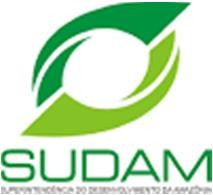 SUDAM
SUPERINTENDÊNCIA DO DESENVOLVIMENTO DA AMAZÔNIA